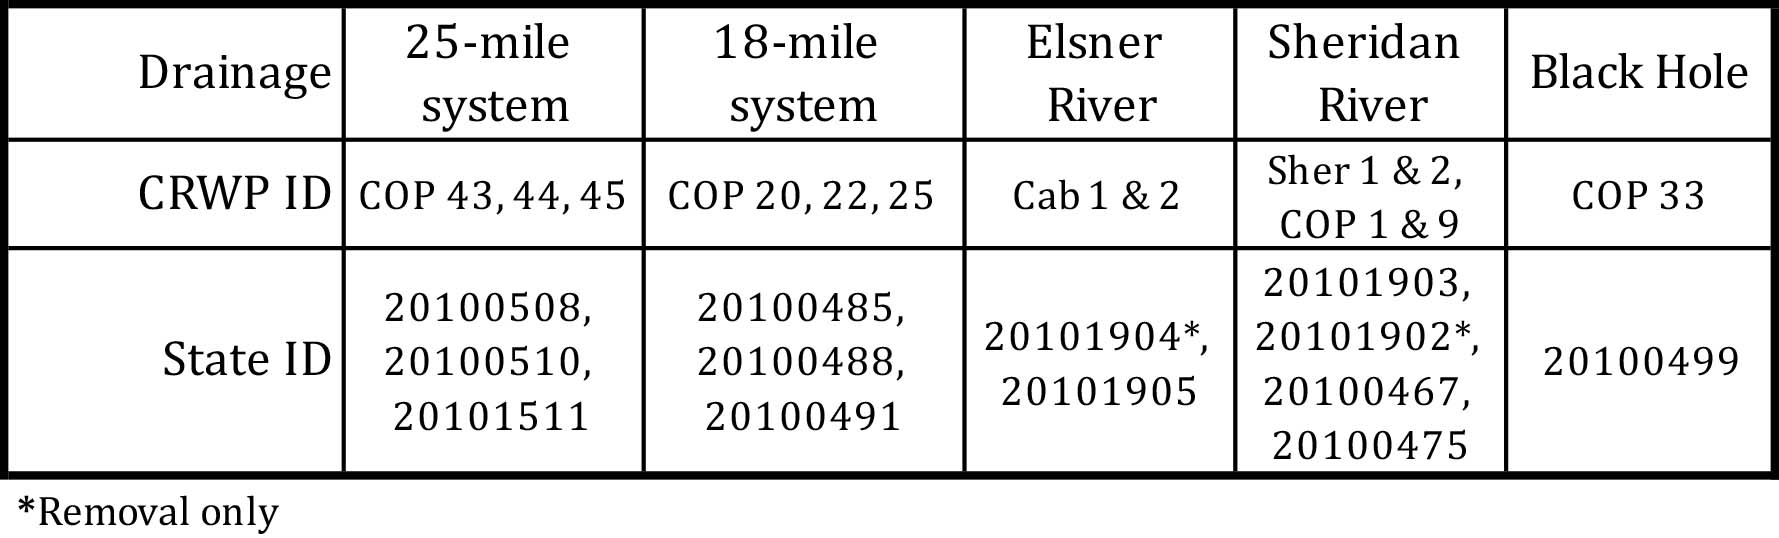 Drainage
25-mile
system
18-mile
system
Elsner
River
Sheridan
River
Black Hole
CRWP ID
COP 43, 44, 45
COP 20, 22, 25
Cab 1 & 2
Sher 1 & 2,
COP 1 & 9
COP 33
State ID
20100508,
20100510,
20101511
20100485,
20100488,
20100491
20101904*,
20101905
20101903,
20101902*,
20100467,
20100475
20100499
*Removal only